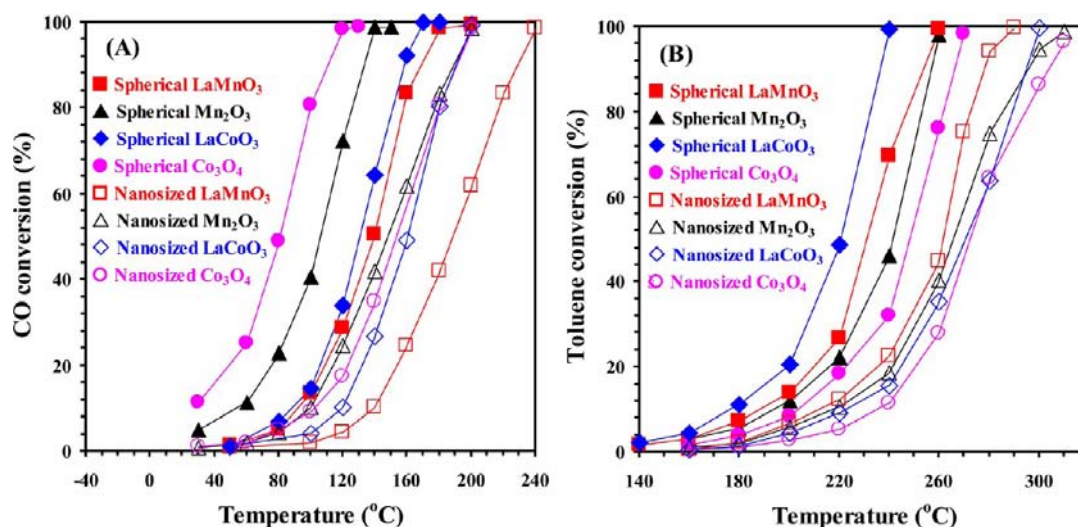 (A)
Spherical LaMnO₃
Spherical Mn₂O₃
Spherical LaCoO₃
Spherical Co₃O₄
Nanosized LaMnO₃
Nanosized Mn₂O₃
Nanosized LaCoO₃
Nanosized Co₃O₄
CO conversion (%)
100
80
60
40
20
0
-40 0 40 80 120 160 200 240
Temperature (°C)
(B)
Spherical LaMnO₃
Spherical Mn₂O₃
Spherical LaCoO₃
Spherical Co₃O₄
Nanosized LaMnO₃
Nanosized Mn₂O₃
Nanosized LaCoO₃
Nanosized Co₃O₄
Toluene conversion (%)
100
80
60
40
20
0
140 180 220 260 300
Temperature (°C)